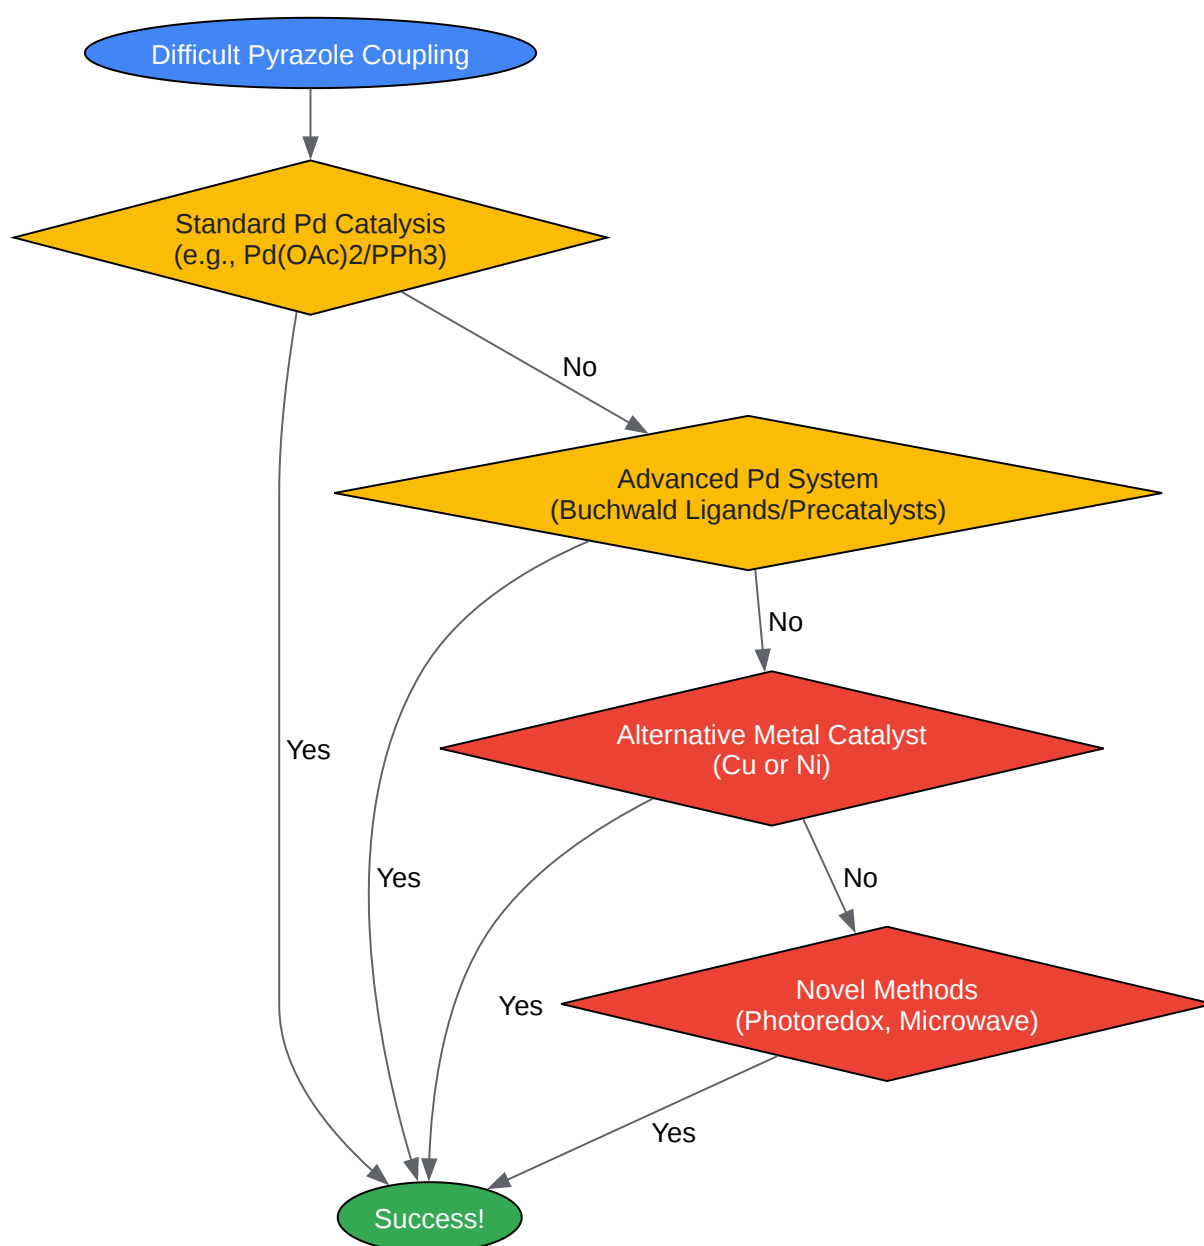 Difficult Pyrazole Coupling
Standard Pd Catalysis
(e.g., Pd(OAc)2/PPh3)
No
Advanced Pd System
(Buchwald Ligands/Precatalysts)
No
Alternative Metal Catalyst
(Cu or Ni)
Yes
Yes
No
Novel Methods
(Photoredox, Microwave)
Yes
Yes
Success!